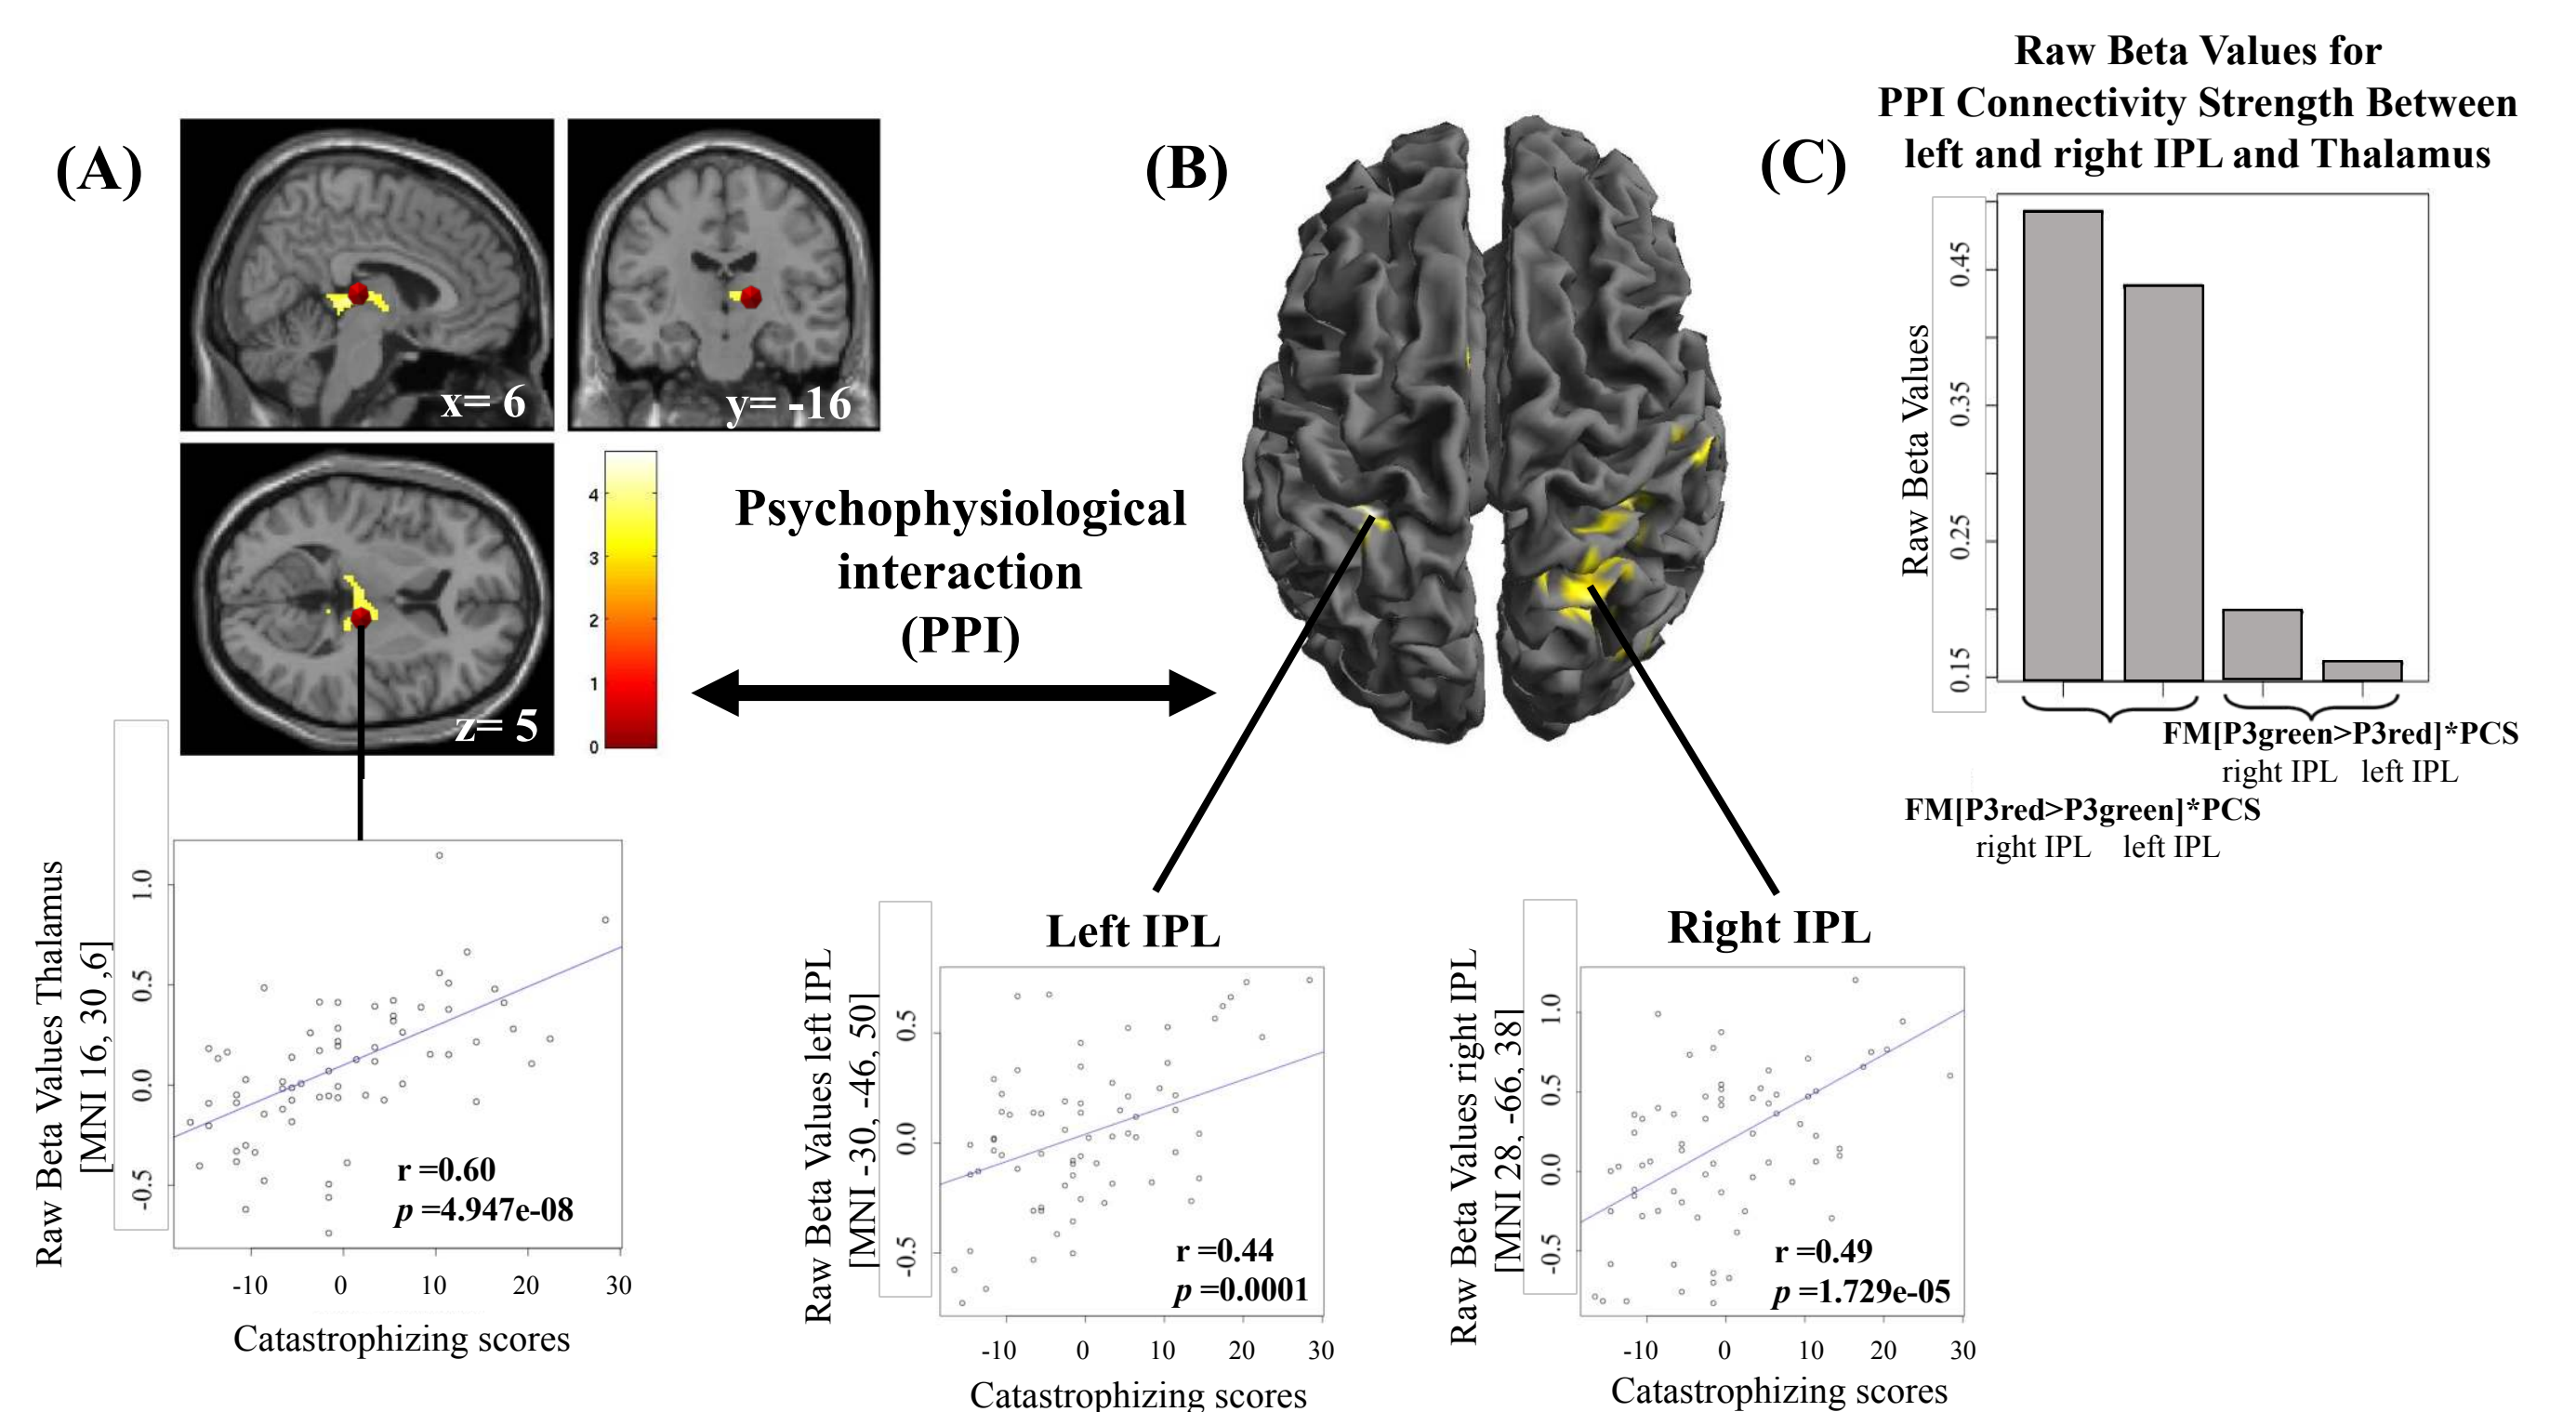 (A)
x= 6
y= -16
z= 5
4
3
2
1
0
Raw Beta Values Thalamus
[MNI 16, 30 ,6]
1.0
0.5
0.0
-0.5
r =0.60
p =4.947e-08
-10 0 10 20 30
Catastrophizing scores
Psychophysiological
interaction
(PPI)
(B)
Left IPL
Raw Beta Values left IPL
[MNI -30, -46, 50]
0.5
0.0
-0.5
r =0.44
p =0.0001
-10 0 10 20 30
Catastrophizing scores
Right IPL
Raw Beta Values right IPL
[MNI 28, -66, 38]
1.0
0.5
0.0
-0.5
r =0.49
p =1.729e-05
-10 0 10 20 30
Catastrophizing scores
(C)
Raw Beta Values for
PPI Connectivity Strength Between
left and right IPL and Thalamus
Raw Beta Values
0.45
0.35
0.25
0.15
FM[P3green>P3red]*PCS
right IPL left IPL
FM[P3red>P3green]*PCS
right IPL left IPL